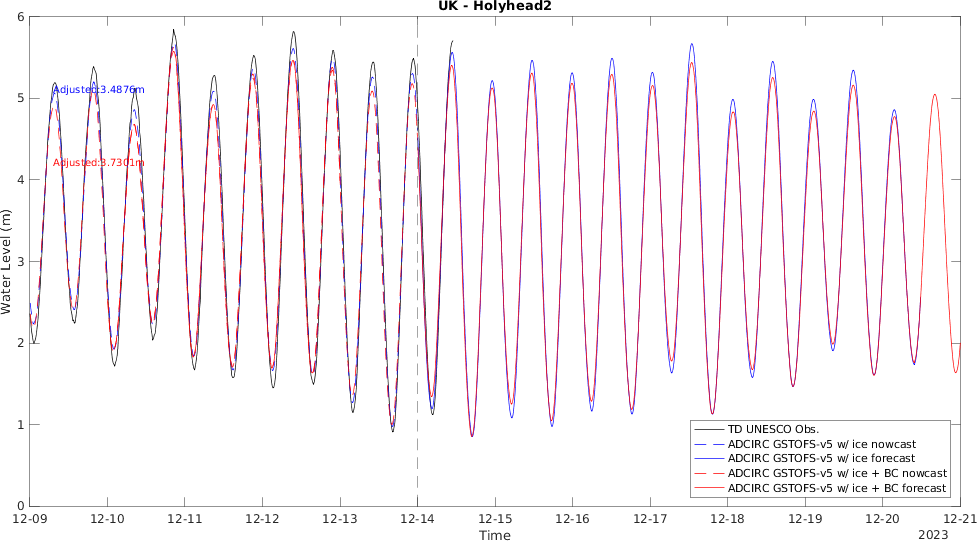 UK - Holyhead2
6
5
4
3
2
1
0
Water Level (m)
Adjusted:3.4876m
Adjusted:3.7301m
12-09 12-10 12-11 12-12 12-13 12-14 12-15 12-16 12-17 12-18 12-19 12-20 12-21
Time
2023
TD UNESCO Obs.
ADCIRC GSTOFS-v5 w/ ice nowcast
ADCIRC GSTOFS-v5 w/ ice forecast
ADCIRC GSTOFS-v5 w/ ice + BC nowcast
ADCIRC GSTOFS-v5 w/ ice + BC forecast